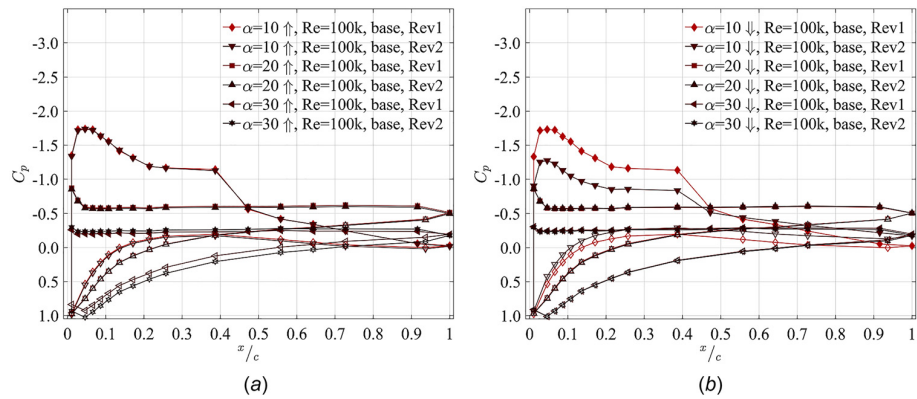 -3.0
-2.5
-2.0
-1.5
-1.0
-0.5
0.0
0.5
1.0
Cp
α=10 ⇑, Re=100k, base, Rev1
α=10 ⇑, Re=100k, base, Rev2
α=20 ⇑, Re=100k, base, Rev1
α=20 ⇑, Re=100k, base, Rev2
α=30 ⇑, Re=100k, base, Rev1
α=30 ⇑, Re=100k, base, Rev2
0 0.1 0.2 0.3 0.4 0.5 0.6 0.7 0.8 0.9 1
x/c
(a)
-3.0
-2.5
-2.0
-1.5
-1.0
-0.5
0.0
0.5
1.0
Cp
α=10 ⇓, Re=100k, base, Rev1
α=10 ⇓, Re=100k, base, Rev2
α=20 ⇓, Re=100k, base, Rev1
α=20 ⇓, Re=100k, base, Rev2
α=30 ⇓, Re=100k, base, Rev1
α=30 ⇓, Re=100k, base, Rev2
0 0.1 0.2 0.3 0.4 0.5 0.6 0.7 0.8 0.9 1
x/c
(b)